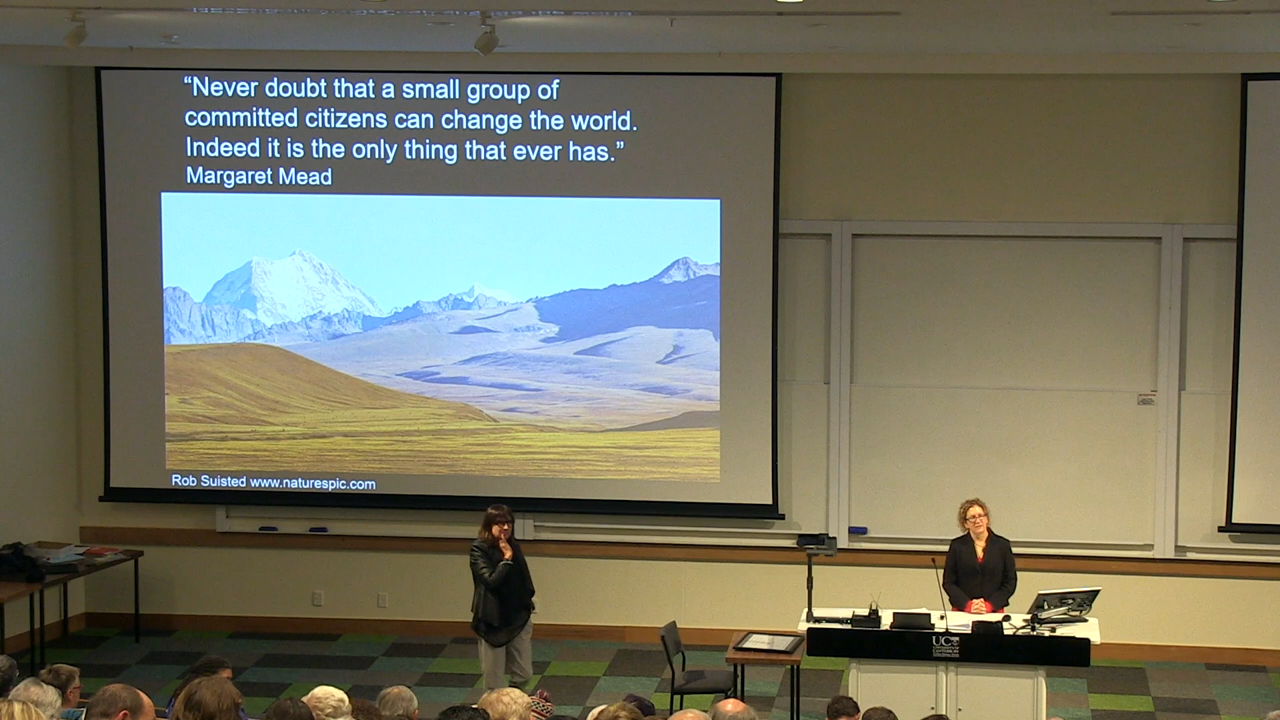 “Never doubt that a small group of
committed citizens can change the world.
Indeed it is the only thing that ever has.”
Margaret Mead
Rob Suisted www.naturespic.com
UC